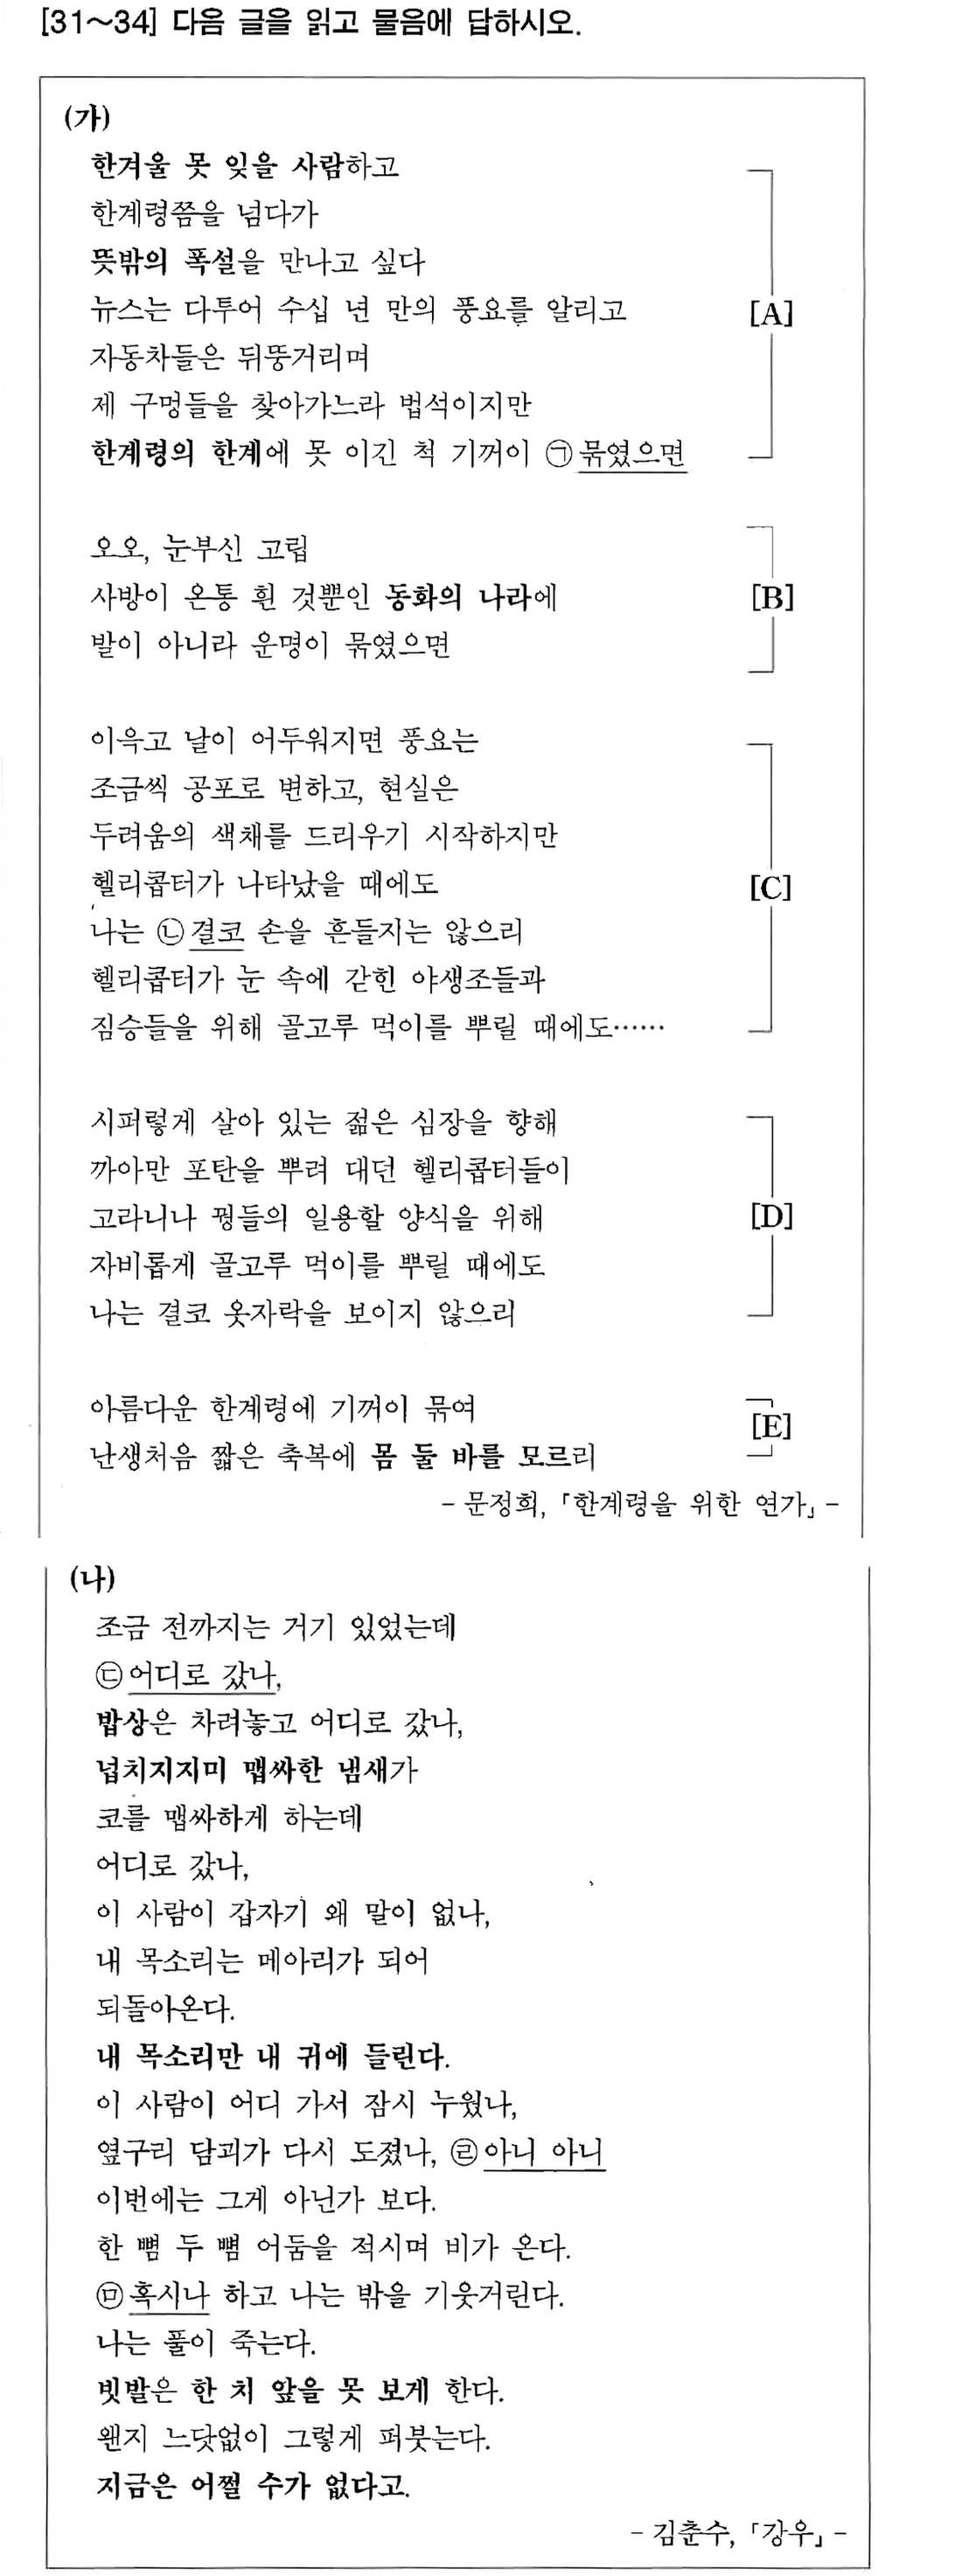 [31～34] 다음 글을 읽고 물음에 답하시오.
(가)
한겨울 못 잊을 사람하고
한계령쯤을 넘다가
뜻밖의 폭설을 만나고 싶다
뉴스는 다투어 수십 년 만의 풍요를 알리고
[A]
자동차들은 뒤뚱거리며
제 구멍들을 찾아가느라 법석이지만
한계령의 한계에 못 이긴 척 기꺼이 ㉠묶였으면
오오, 눈부신 고립
사방이 온통 흰 것뿐인 동화의 나라에
[B]
발이 아니라 운명이 묶였으면
이윽고 날이 어두워지면 풍요는
조금씩 공포로 변하고, 현실은
두려움의 색채를 드리우기 시작하지만
헬리콥터가 나타났을 때에도
[C]
나는 ㉡결코 손을 흔들지는 않으리
헬리콥터가 눈 속에 갇힌 야생조들과
짐승들을 위해 골고루 먹이를 뿌릴 때에도……
시퍼렇게 살아 있는 젊은 심장을 향해
까아만 포탄을 뿌려 대던 헬리콥터들이
고라니나 꿩들의 일용할 양식을 위해
[D]
자비롭게 골고루 먹이를 뿌릴 때에도
나는 결코 옷자락을 보이지 않으리
아름다운 한계령에 기꺼이 묶여
[E]
난생처음 짧은 축복에 몸 둘 바를 모르리
- 문정희, 「한계령을 위한 연가」 -
(나)
조금 전까지는 거기 있었는데
㉢어디로 갔나,
밥상은 차려놓고 어디로 갔나,
넙치지지미 맵싸한 냄새가
코를 맵싸하게 하는데
어디로 갔나,
이 사람이 갑자기 왜 말이 없나,
내 목소리는 메아리가 되어
되돌아온다.
내 목소리만 내 귀에 들린다.
이 사람이 어디 가서 잠시 누웠나,
옆구리 담괴가 다시 도졌나, ㉣아니 아니
이번에는 그게 아닌가 보다.
한 뼘 두 뼘 어둠을 적시며 비가 온다.
㉤혹시나 하고 나는 밖을 기웃거린다.
나는 풀이 죽는다.
빗발은 한 치 앞을 못 보게 한다.
왠지 느닷없이 그렇게 퍼붓는다.
지금은 어쩔 수가 없다고.
- 김춘수, 「강우」 -